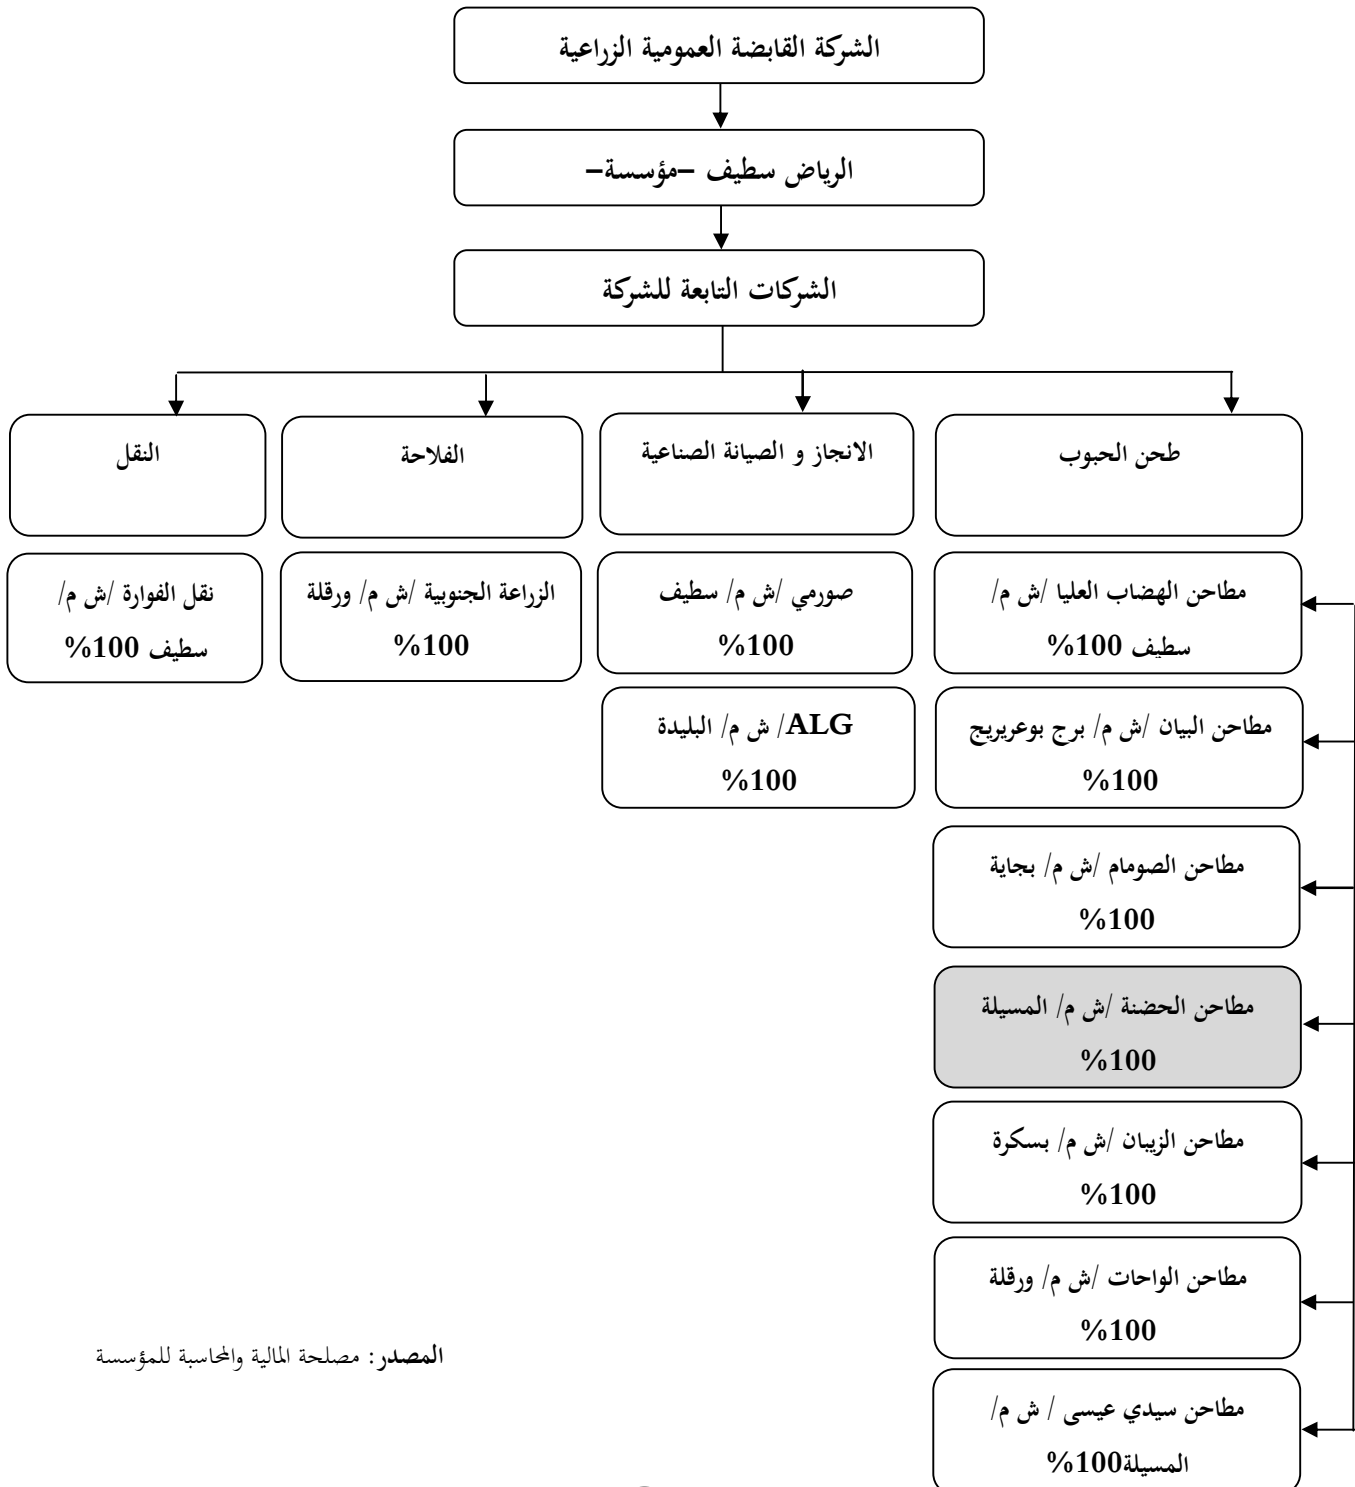 الشركة القابضة العمومية الزراعية
الرياض سطيف –مؤسسة–
الشركات التابعة للشركة
طحن الحبوب
الانجاز و الصيانة الصناعية
الفلاحة
النقل
مطاحن الهضاب العليا /ش م/
سطيف 100%
صورمي /ش م/ سطيف
100%
الزراعة الجنوبية /ش م/ ورقلة
100%
نقل الفوارة /ش م/
سطيف 100%
مطاحن البيان /ش م/ برج بوعريريج
100%
ALG/ ش م/ البليدة
100%
مطاحن الصومام /ش م/ بجاية
100%
مطاحن الحضنة /ش م/ المسيلة
100%
مطاحن الزيبان /ش م/ بسكرة
100%
مطاحن الواحات /ش م/ ورقلة
100%
المصدر: مصلحة المالية والمحاسبة للمؤسسة
مطاحن سيدي عيسى / ش م/
المسيلة100%